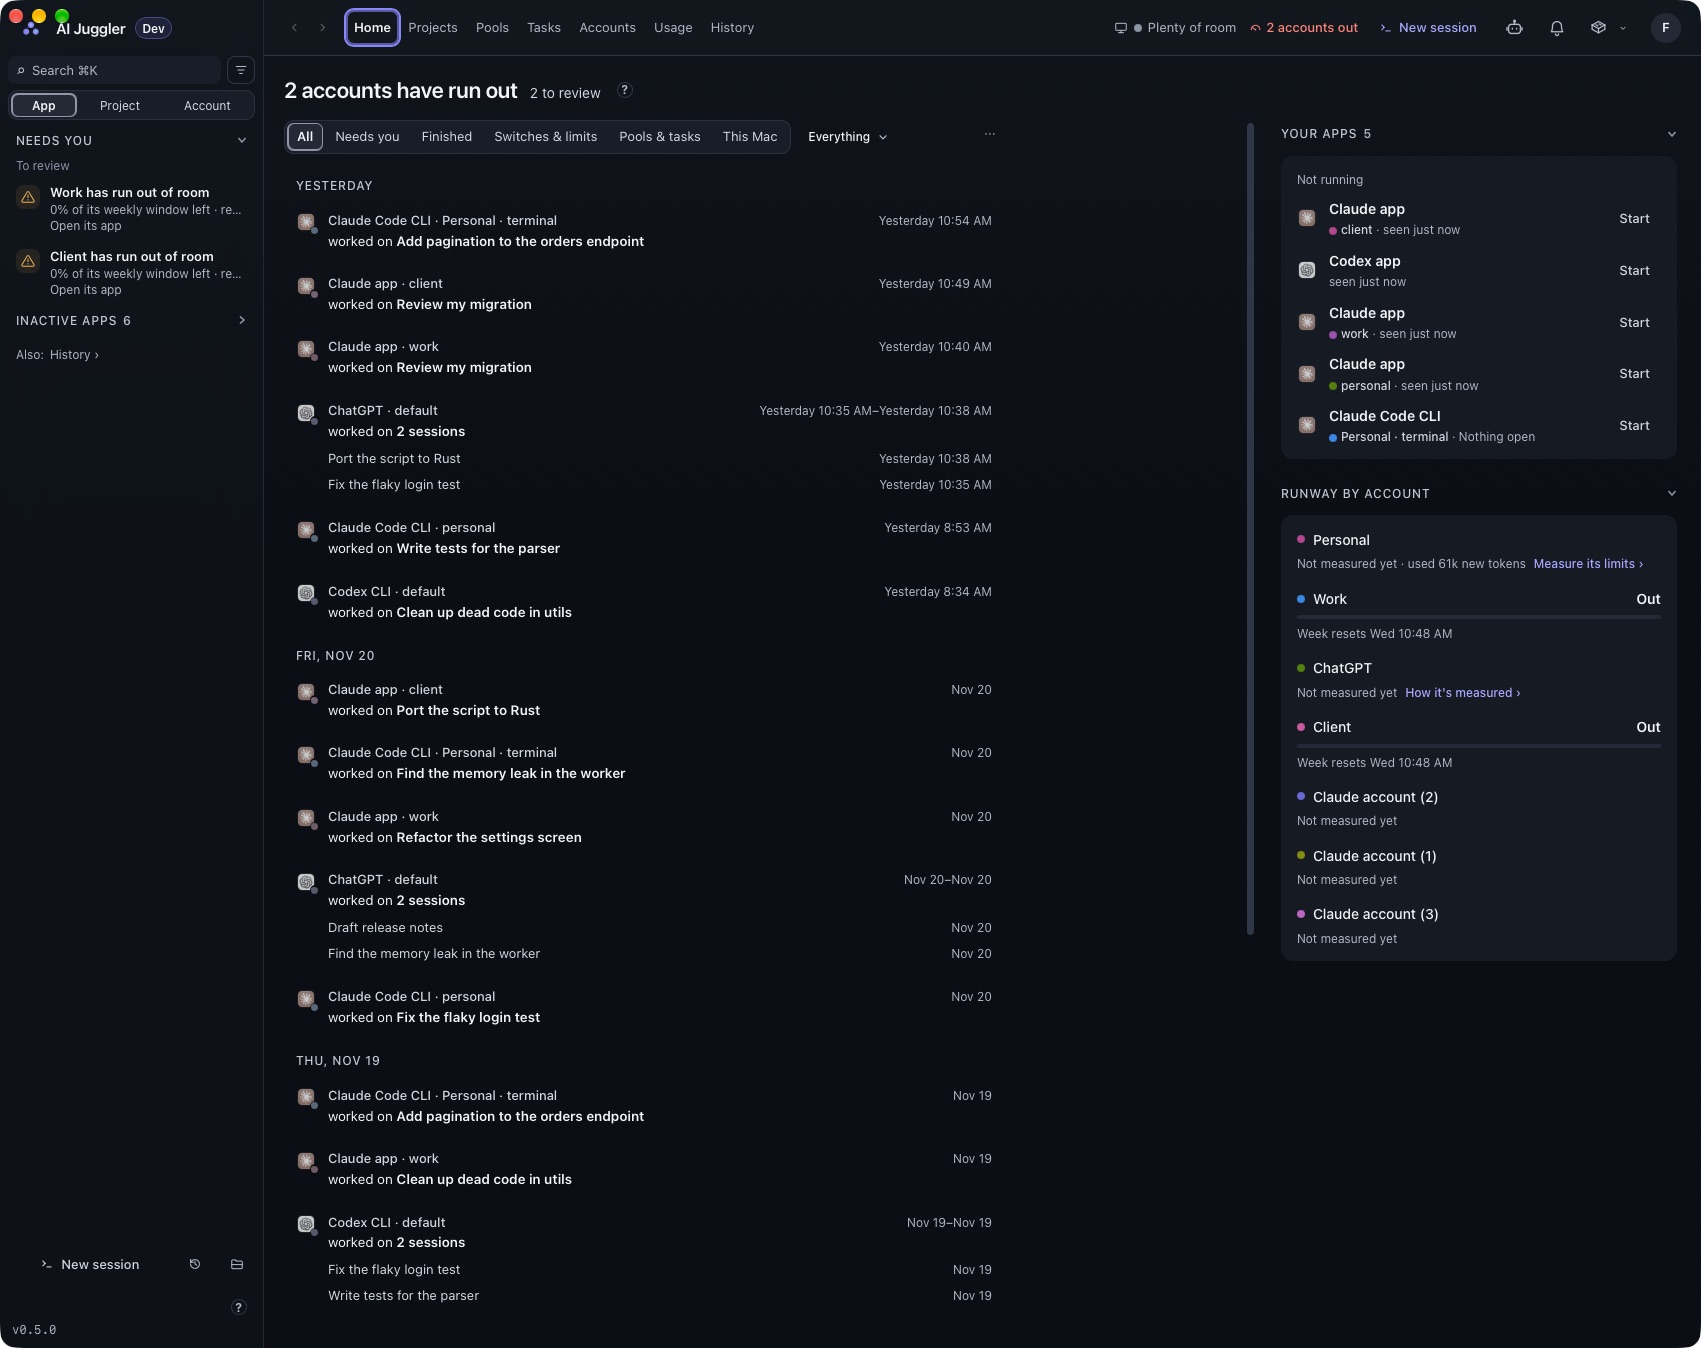 AI Juggler Dev
Home Projects Pools Tasks Accounts Usage History
Plenty of room 2 accounts out New session F
Search ⌘K
App Project Account
NEEDS YOU
To review
Work has run out of room
0% of its weekly window left · re…
Open its app
Client has run out of room
0% of its weekly window left · re…
Open its app
INACTIVE APPS 6
Also: History ›
New session
?
v0.5.0
2 accounts have run out 2 to review ?
All Needs you Finished Switches & limits Pools & tasks This Mac Everything ...
YESTERDAY
Claude Code CLI · Personal · terminal Yesterday 10:54 AM
worked on Add pagination to the orders endpoint
Claude app · client Yesterday 10:49 AM
worked on Review my migration
Claude app · work Yesterday 10:40 AM
worked on Review my migration
ChatGPT · default Yesterday 10:35 AM–Yesterday 10:38 AM
worked on 2 sessions
Port the script to Rust Yesterday 10:38 AM
Fix the flaky login test Yesterday 10:35 AM
Claude Code CLI · personal Yesterday 8:53 AM
worked on Write tests for the parser
Codex CLI · default Yesterday 8:34 AM
worked on Clean up dead code in utils
FRI, NOV 20
Claude app · client Nov 20
worked on Port the script to Rust
Claude Code CLI · Personal · terminal Nov 20
worked on Find the memory leak in the worker
Claude app · work Nov 20
worked on Refactor the settings screen
ChatGPT · default Nov 20–Nov 20
worked on 2 sessions
Draft release notes Nov 20
Find the memory leak in the worker Nov 20
Claude Code CLI · personal Nov 20
worked on Fix the flaky login test
THU, NOV 19
Claude Code CLI · Personal · terminal Nov 19
worked on Add pagination to the orders endpoint
Claude app · work Nov 19
worked on Clean up dead code in utils
Codex CLI · default Nov 19–Nov 19
worked on 2 sessions
Fix the flaky login test Nov 19
Write tests for the parser Nov 19
YOUR APPS 5
Not running
Claude app Start
client · seen just now
Codex app Start
seen just now
Claude app Start
work · seen just now
Claude app Start
personal · seen just now
Claude Code CLI Start
Personal · terminal · Nothing open
RUNWAY BY ACCOUNT
Personal
Not measured yet · used 61k new tokens Measure its limits ›
Work Out
Week resets Wed 10:48 AM
ChatGPT
Not measured yet How it's measured ›
Client Out
Week resets Wed 10:48 AM
Claude account (2)
Not measured yet
Claude account (1)
Not measured yet
Claude account (3)
Not measured yet